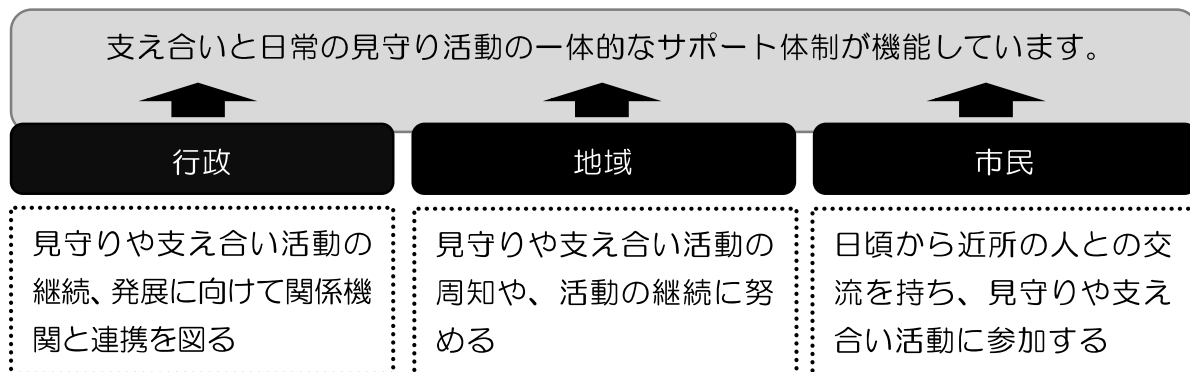 支え合いと日常の見守り活動の一体的なサポート体制が機能しています。
行政
見守りや支え合い活動の
継続、発展に向けて関係機
関と連携を図る
地域
見守りや支え合い活動の
周知や、活動の継続に努
める
市民
日頃から近所の人との交
流を持ち、見守りや支え
合い活動に参加する